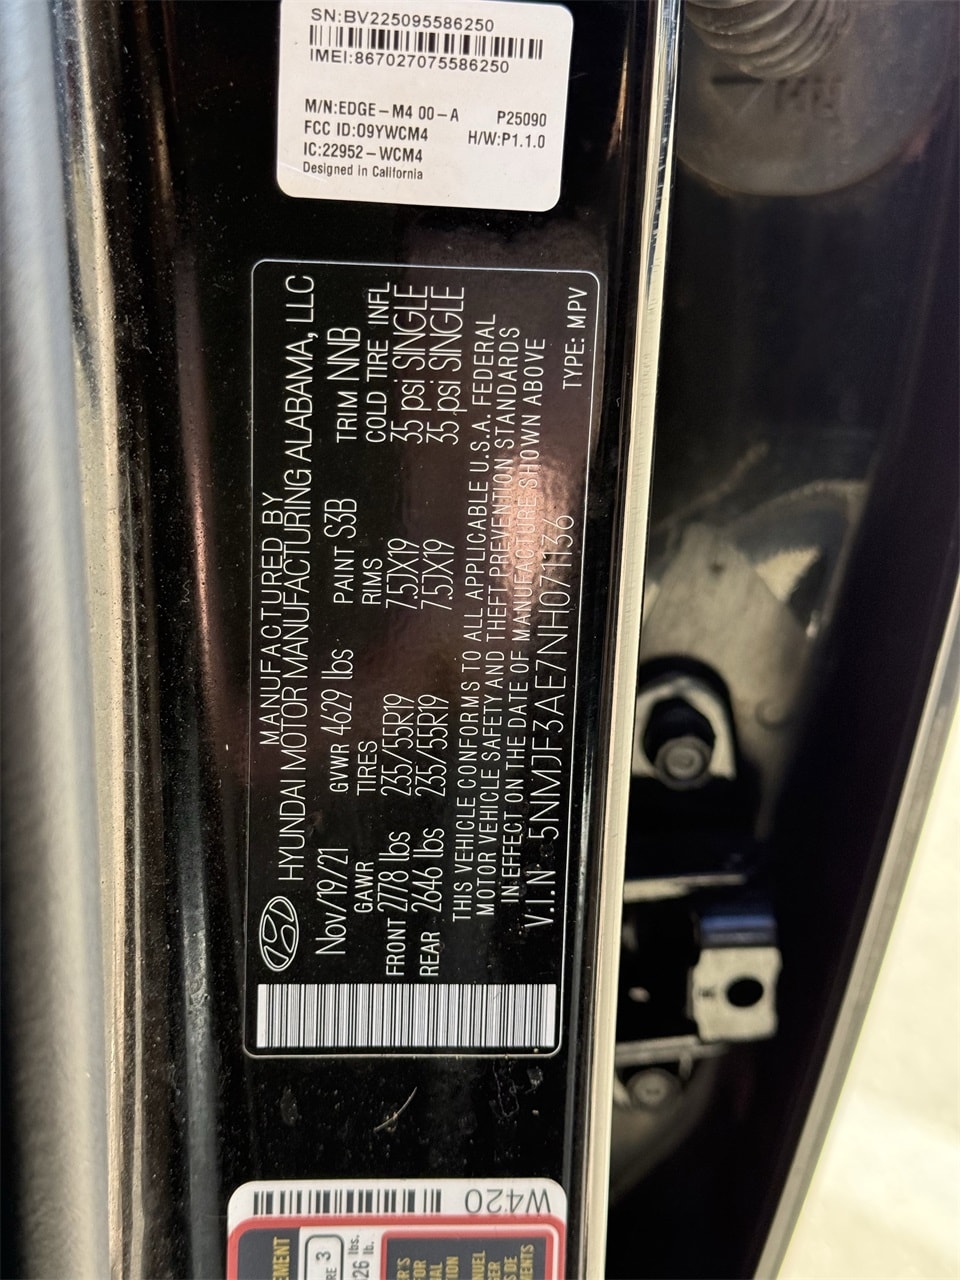 SN:BV225095586250
IMEI:867027075586250
M/N:EDGE-M4 00-A P25090
FCC ID:O9YWCM4 H/W:P1.1.0
IC:22952-WCM4
Designed in California
MANUFACTURED BY
HYUNDAI MOTOR MANUFACTURING ALABAMA, LLC
Nov/19/21 GVWR 4629 lbs PAINT S3B TRIM NNB
GAWR TIRES RIMS COLD TIRE INFL
FRONT 2778 lbs 235/55R19 7.5JX19 35 psi SINGLE
REAR 2646 lbs 235/55R19 7.5JX19 35 psi SINGLE
THIS VEHICLE CONFORMS TO ALL APPLICABLE U.S.A. FEDERAL
MOTOR VEHICLE SAFETY AND THEFT PREVENTION STANDARDS
IN EFFECT ON THE DATE OF MANUFACTURE SHOWN ABOVE
V.I.N 5NMJF3AE7NH071136
TYPE: MPV
W420